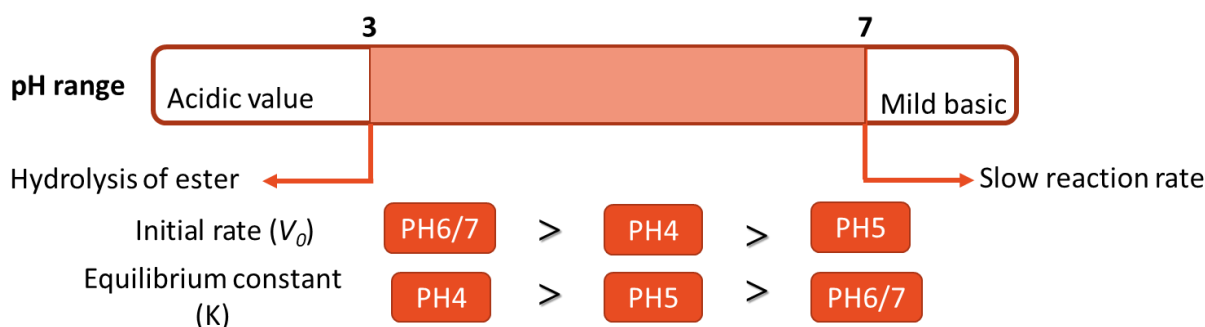 3 7
pH range
Acidic value
Mild basic
Hydrolysis of ester
Slow reaction rate
Initial rate (V0) PH6/7 > PH4 > PH5
Equilibrium constant
(K) PH4 > PH5 > PH6/7